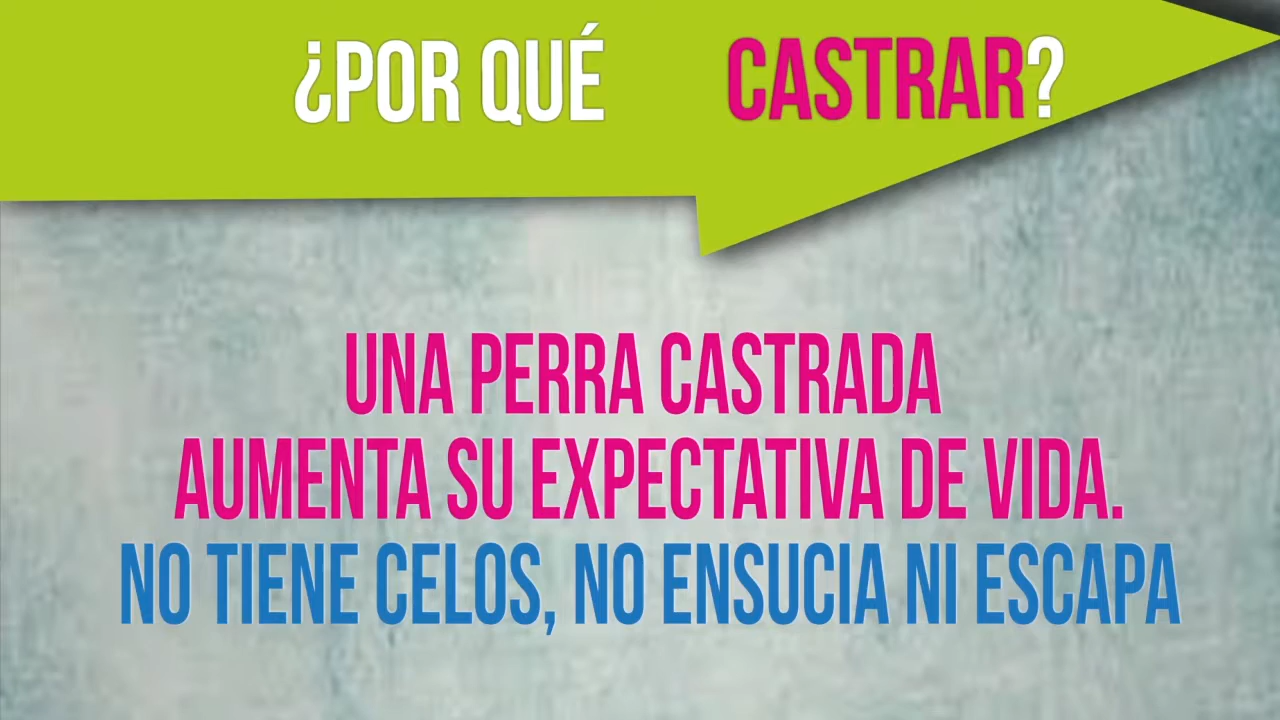 ¿POR QUÉ CASTRAR?
UNA PERRA CASTRADA
AUMENTA SU EXPECTATIVA DE VIDA.
NO TIENE CELOS, NO ENSUCIA NI ESCAPA